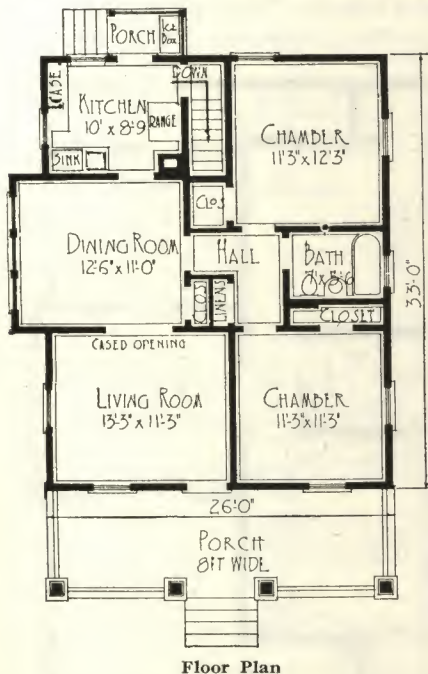 PORCH
ICE
BOX
DOWN
CASE
KITCHEN
10' x 8'-9
RANGE
SINK
CHAMBER
11'3" x 12'3"
CLOS
DINING ROOM
12'-6" x 11'-0"
HALL
BATH
CLOS
LINENS
CLOSET
33'-0"
CASED OPENING
LIVING ROOM
13'-3" x 11'-3"
CHAMBER
11'-3" x 11'-3"
26'-0"
PORCH
8FT WIDE
Floor Plan